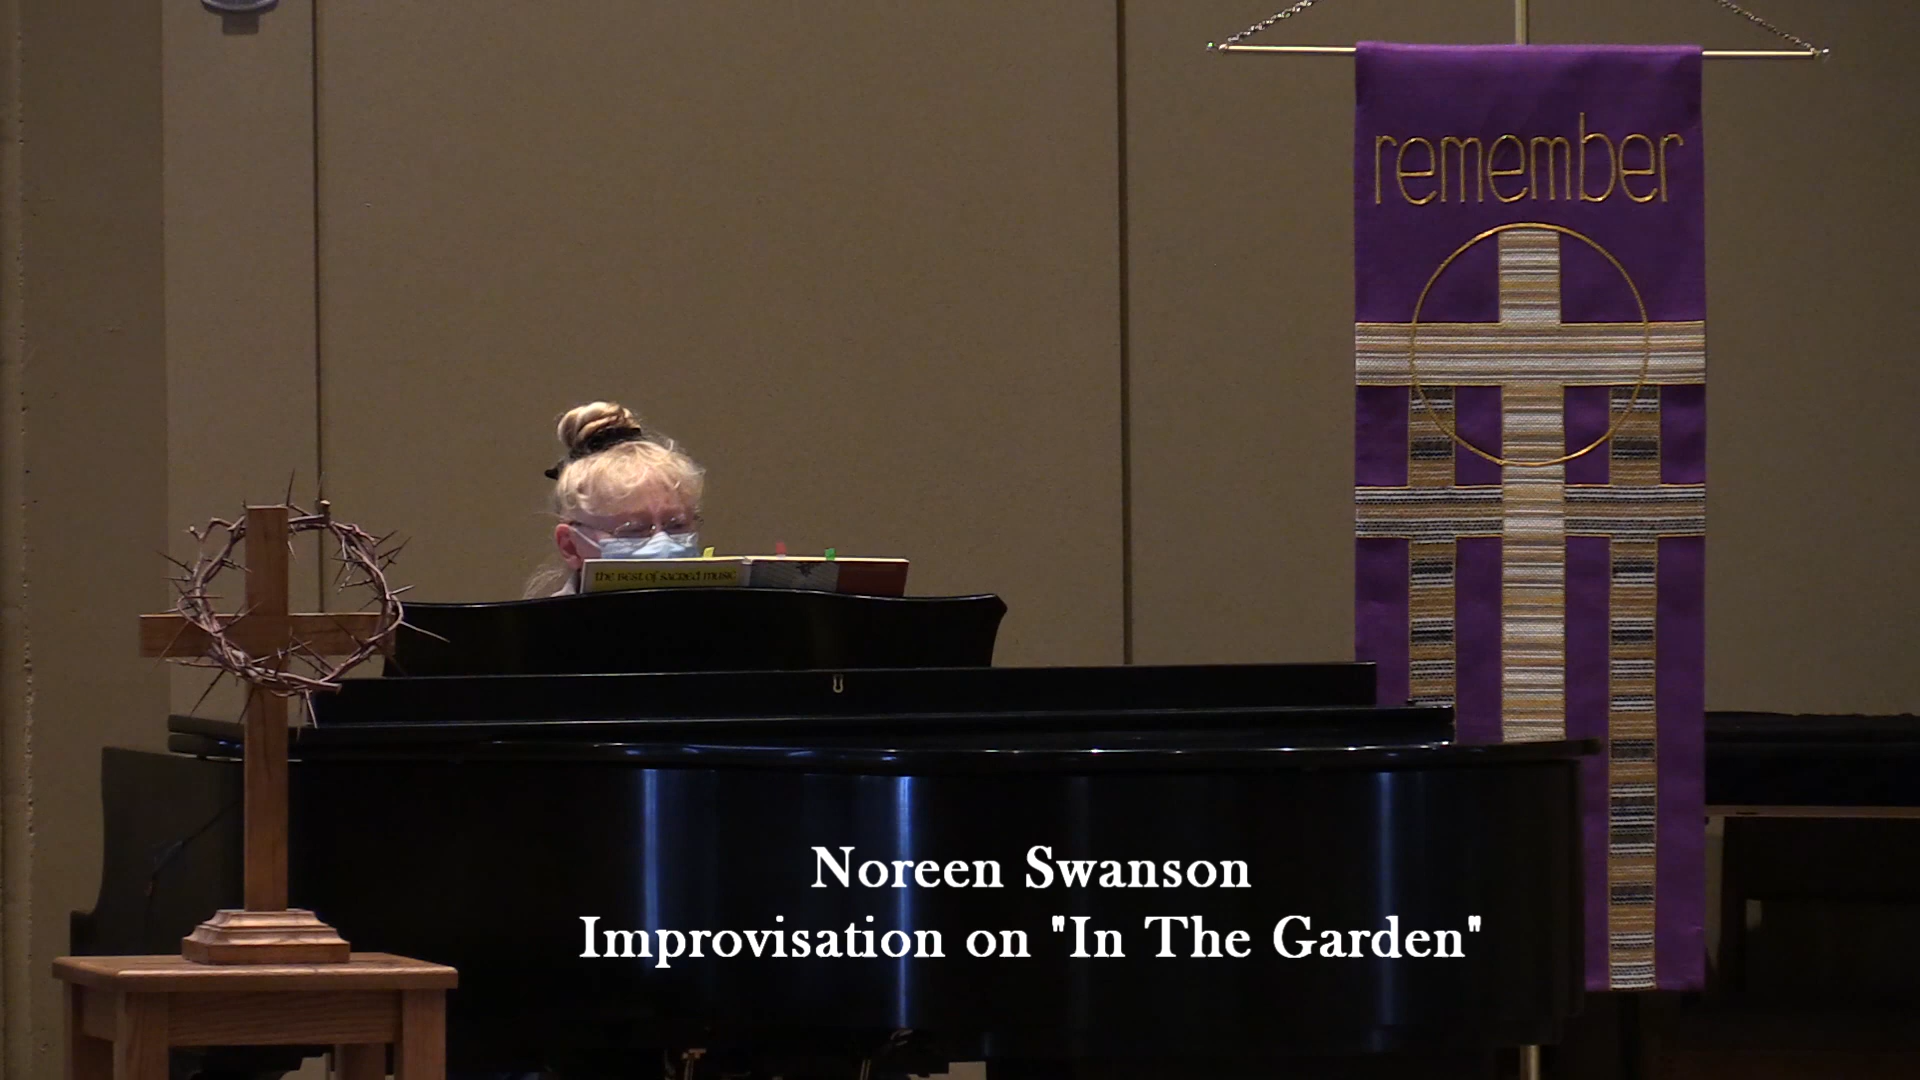 remember
the Best of sacred music
Noreen Swanson
Improvisation on "In The Garden"